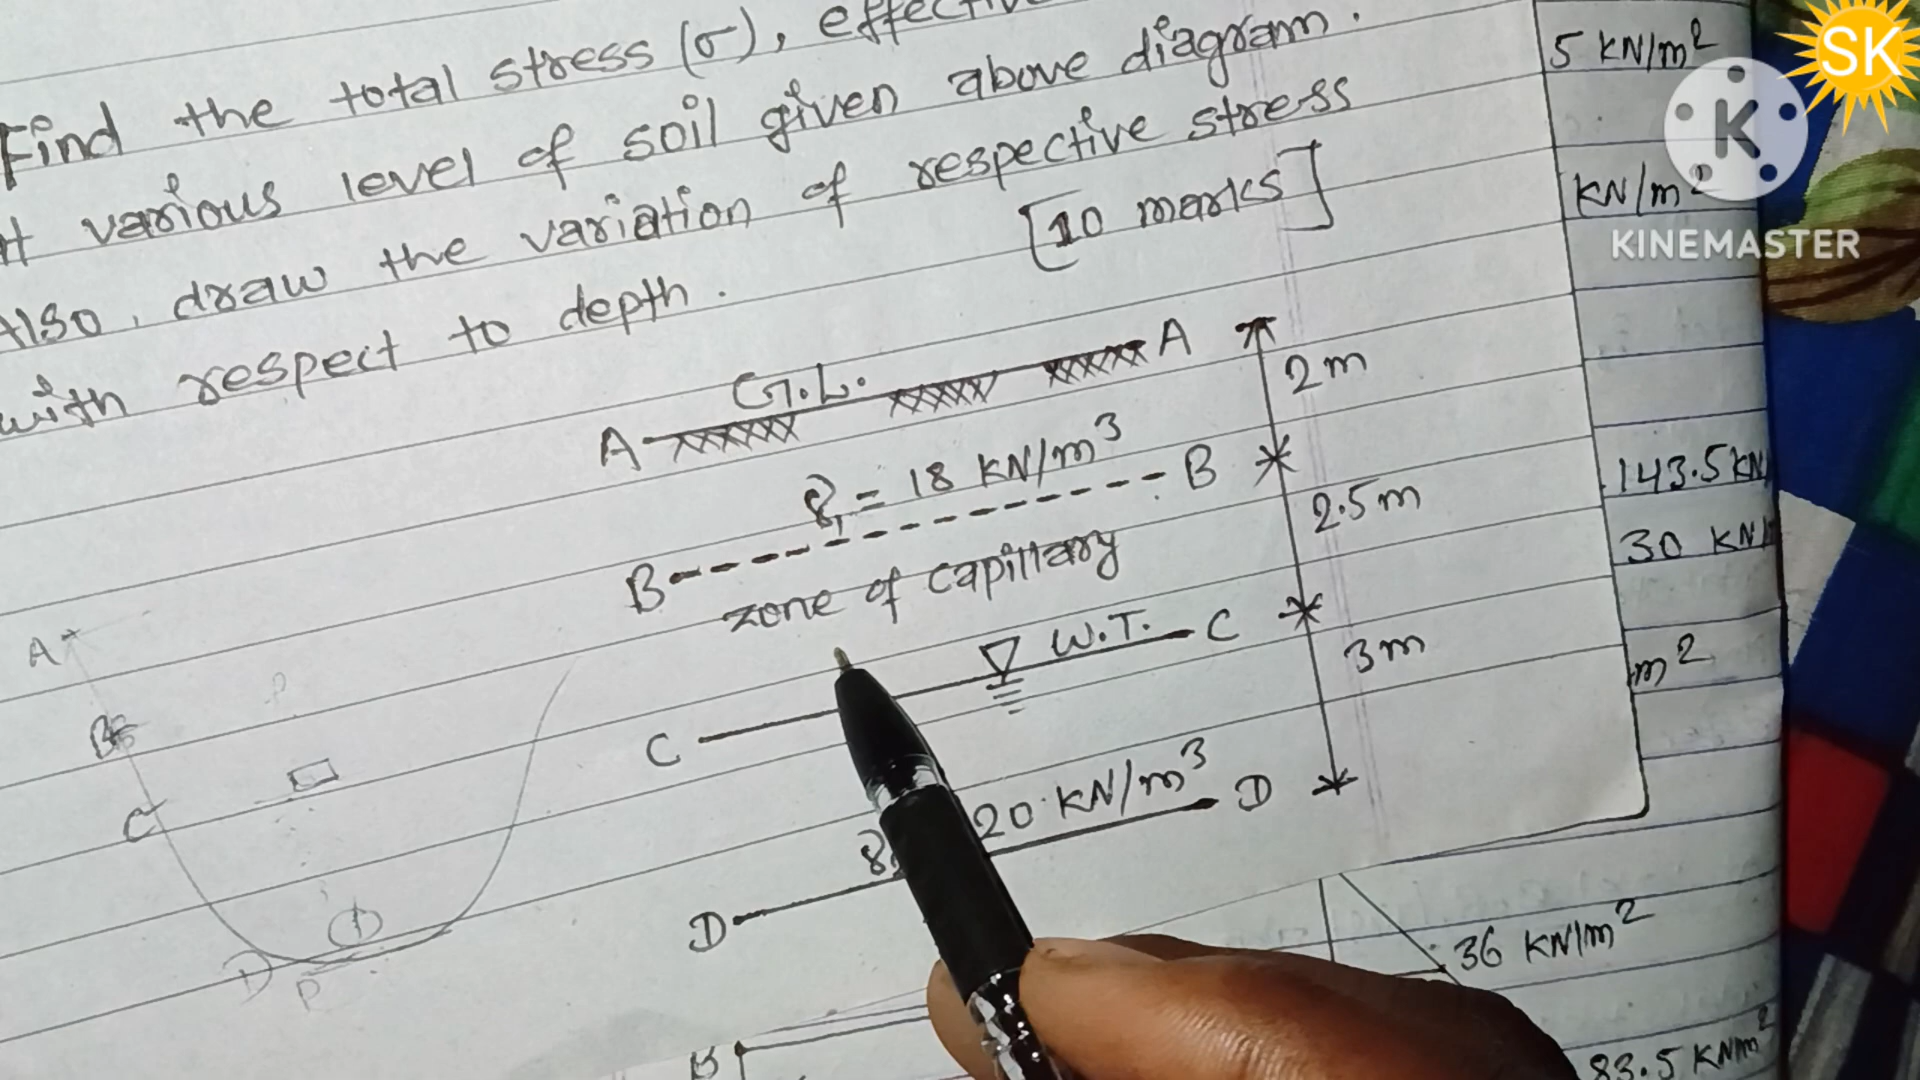 Find the total stress (σ), effective
at various level of soil given above diagram.
Also, draw the variation of respective stress
with respect to depth.
[10 marks]
5 KN/m²
KN/m²
SK
K
KINEMASTER
A G.L. A
2m
γ₁ = 18 KN/m³
B B
2.5m
zone of capillary
W.T. C
C
3m
20 KN/m³
D D
143.5 KN
30 KN/
m²
36 KN/m²
83.5 KN/m²
B
A
B
C
D
P